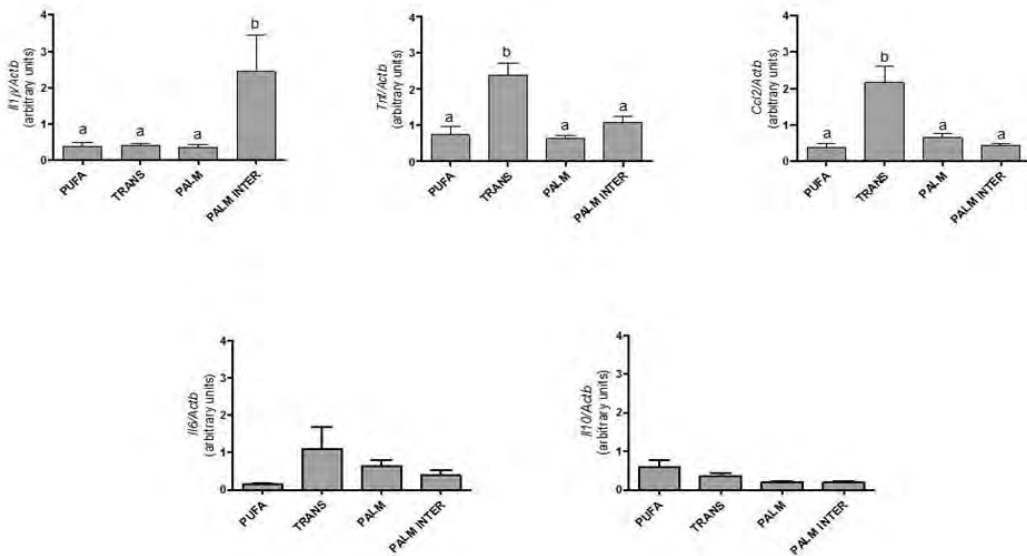 Il1β/Actb
(arbitrary units)
4
3
2
1
0
a
a
a
b
PUFA
TRANS
PALM
PALM INTER
Tnf/Actb
(arbitrary units)
4
3
2
1
0
a
b
a
a
PUFA
TRANS
PALM
PALM INTER
Ccl2/Actb
(arbitrary units)
4
3
2
1
0
a
b
a
a
PUFA
TRANS
PALM
PALM INTER
Il6/Actb
(arbitrary units)
4
3
2
1
0
PUFA
TRANS
PALM
PALM INTER
Il10/Actb
(arbitrary units)
4
3
2
1
0
PUFA
TRANS
PALM
PALM INTER